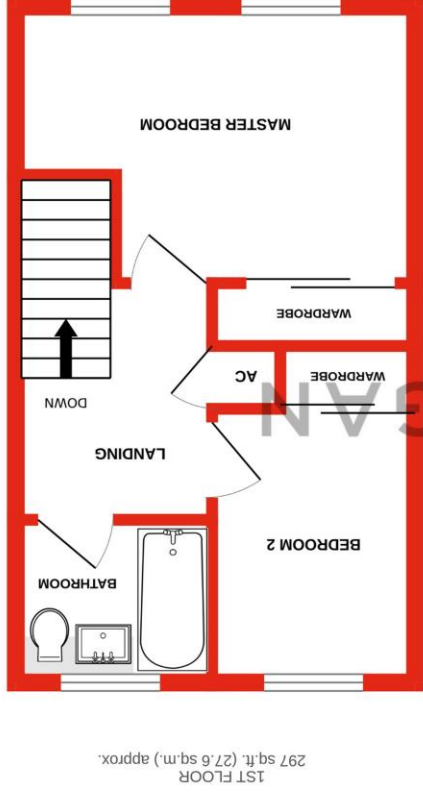 1ST FLOOR
297 sq.ft. (27.6 sq.m.) approx.
BATHROOM
BEDROOM 2
LANDING
DOWN
WARDROBE
AC
WARDROBE
MASTER BEDROOM